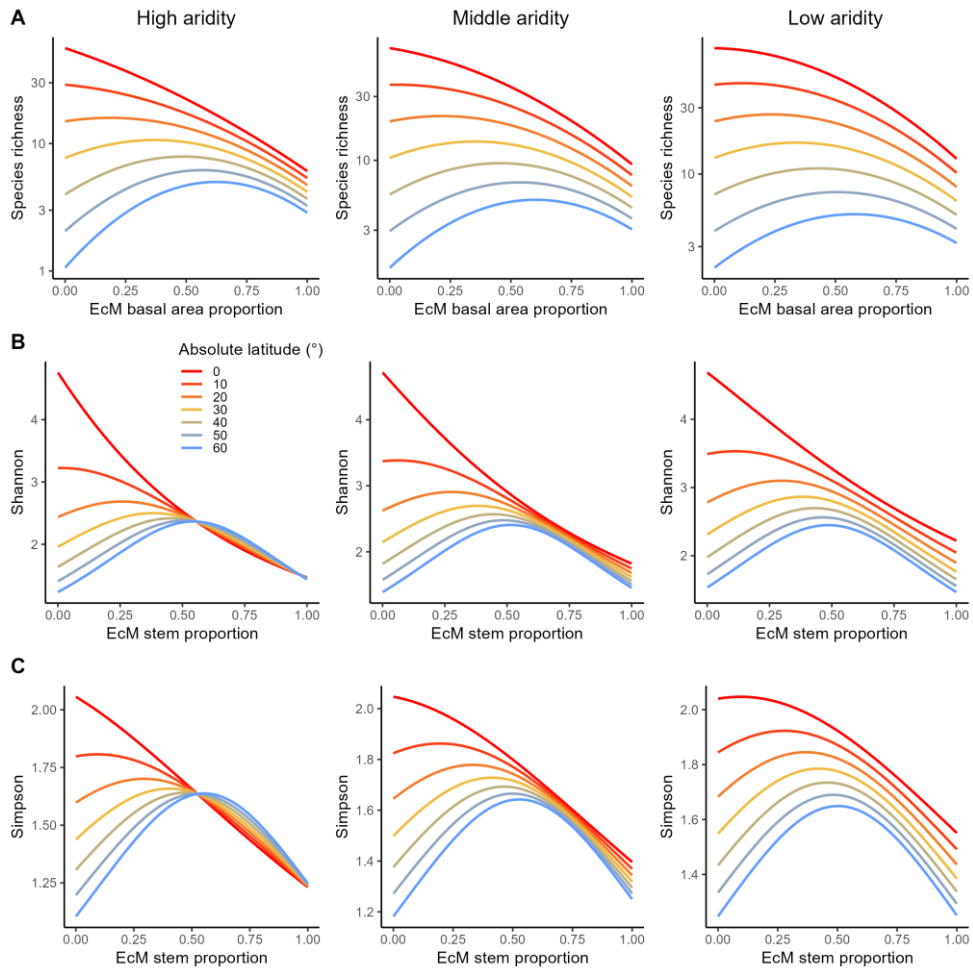 A
High aridity
Middle aridity
Low aridity
Species richness
30
10
3
1
0.00 0.25 0.50 0.75 1.00
EcM basal area proportion
Species richness
30
10
3
0.00 0.25 0.50 0.75 1.00
EcM basal area proportion
Species richness
30
10
3
0.00 0.25 0.50 0.75 1.00
EcM basal area proportion
B
Absolute latitude (°)
0
10
20
30
40
50
60
Shannon
4
3
2
0.00 0.25 0.50 0.75 1.00
EcM stem proportion
Shannon
4
3
2
0.00 0.25 0.50 0.75 1.00
EcM stem proportion
Shannon
4
3
2
0.00 0.25 0.50 0.75 1.00
EcM stem proportion
C
Simpson
2.00
1.75
1.50
1.25
0.00 0.25 0.50 0.75 1.00
EcM stem proportion
Simpson
2.0
1.8
1.6
1.4
1.2
0.00 0.25 0.50 0.75 1.00
EcM stem proportion
Simpson
2.0
1.8
1.6
1.4
0.00 0.25 0.50 0.75 1.00
EcM stem proportion